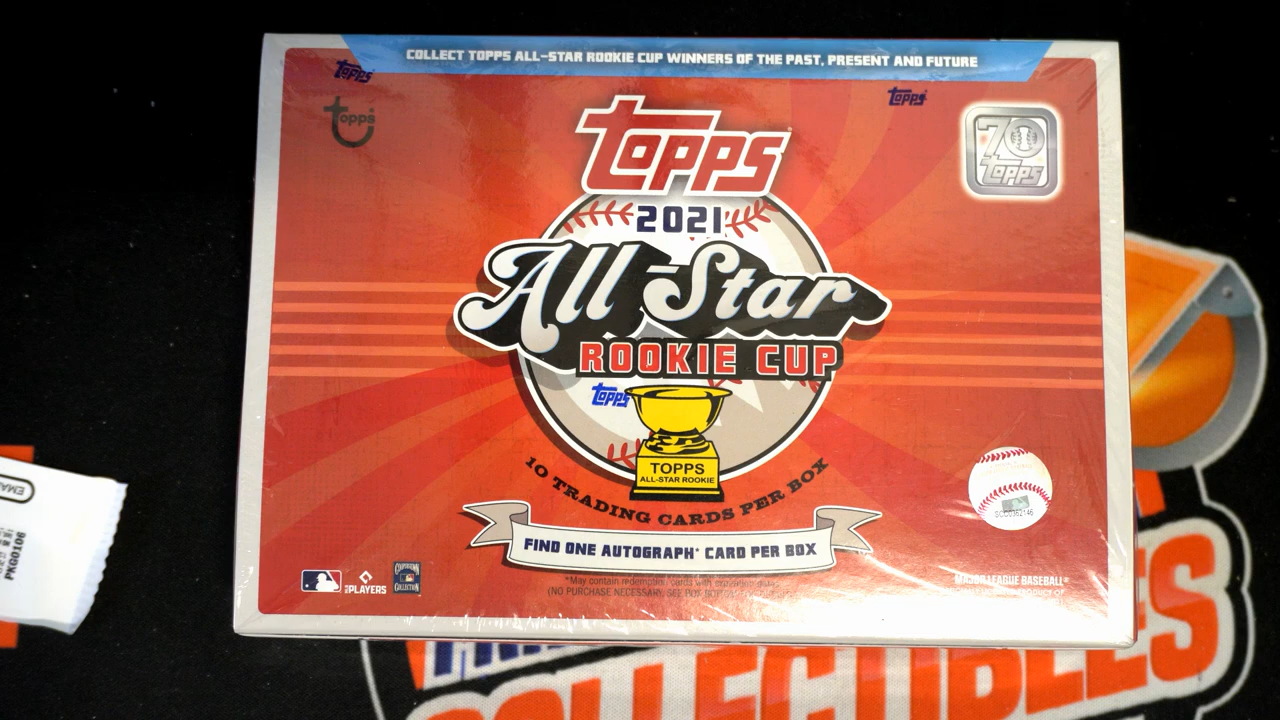 COLLECT TOPPS ALL-STAR ROOKIE CUP WINNERS OF THE PAST, PRESENT AND FUTURE
topps
topps
topps
topps
70
topps
2021
All-Star
ROOKIE CUP
topps
TOPPS
ALL-STAR ROOKIE
10 TRADING CARDS PER BOX
FIND ONE AUTOGRAPH* CARD PER BOX
*May contain redemption cards with expiration dates.
PLAYERS
MAJOR LEAGUE BASEBALL
PKG0106
COLLECTIBLES